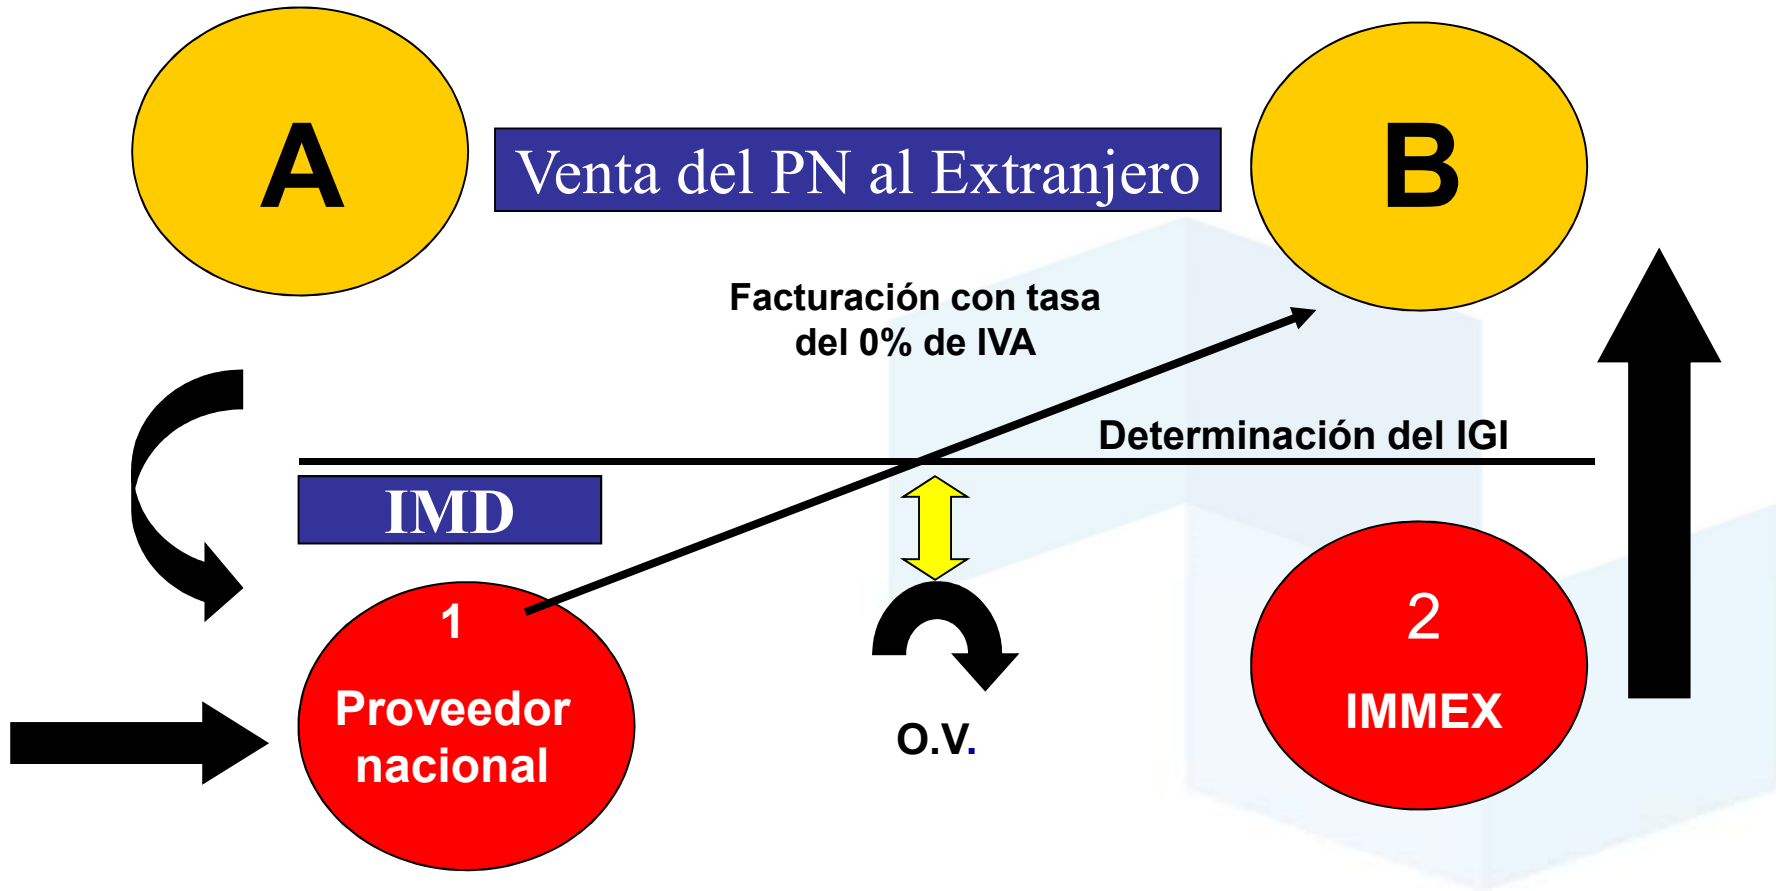 A
Venta del PN al Extranjero
B
Facturación con tasa
del 0% de IVA
Determinación del IGI
IMD
1
Proveedor
nacional
O.V.
2
IMMEX